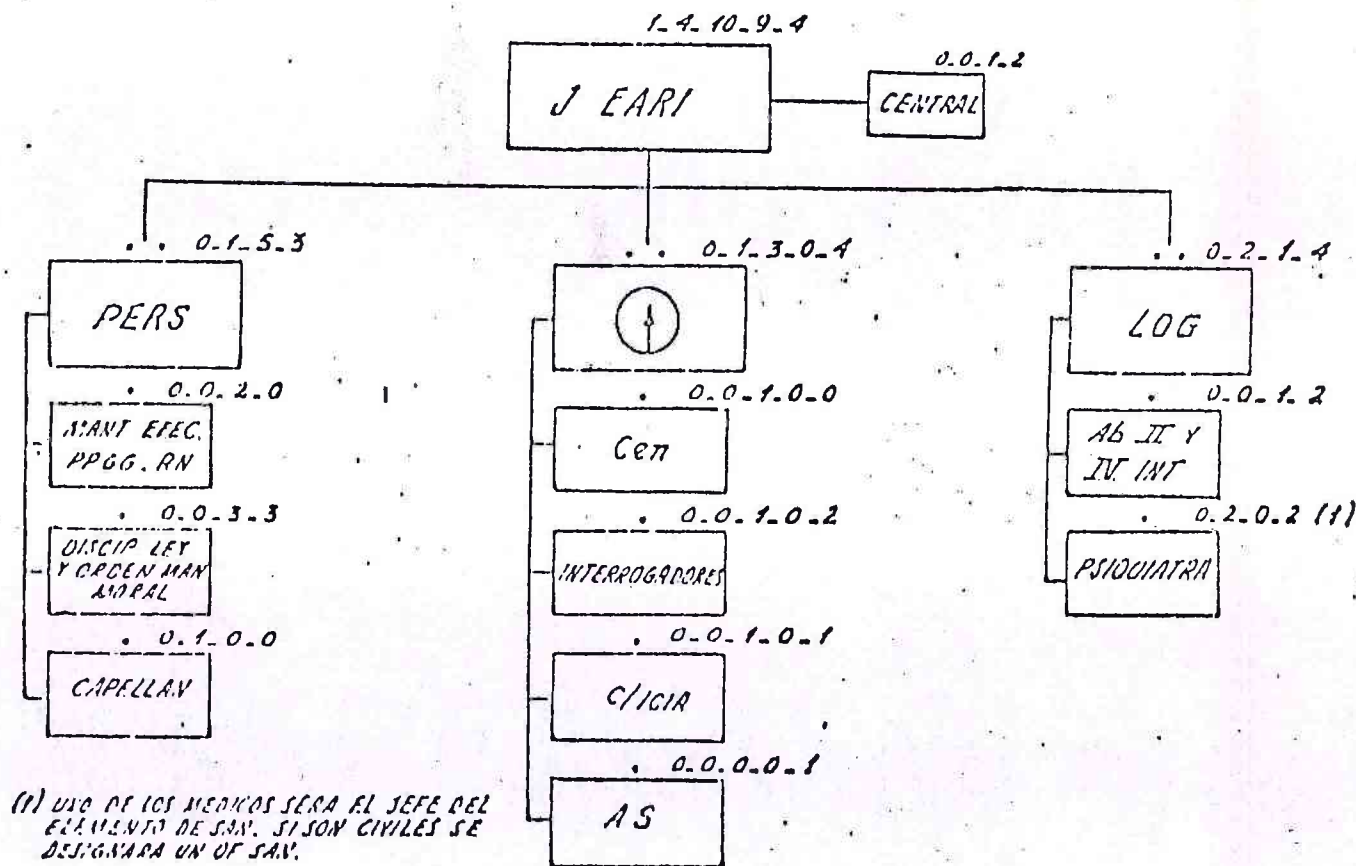 1-4-10-9-4
J EARI
0-0-1-2
CENTRAL
0-1-5-3
PERS
0-0-2-0
MANT EFEC.
PPGG. RN
0-0-3-3
DISCIP LEY
Y ORDEN MAN
MORAL
0-1-0-0
CAPELLAN
0-1-3-0-4
0-0-1-0-0
Cen
0-0-1-0-2
INTERROGADORES
0-0-1-0-1
C/ICIA
0-0-0-0-1
AS
0-2-1-4
LOG
0-0-1-2
Ab II Y
IV INT
0-2-0-2 (1)
PSIQUIATRA
(1) UNO DE LOS MEDICOS SERA EL JEFE DEL
ELEMENTO DE SAN. SI SON CIVILES SE
DESIGNARA UN OF SAN.